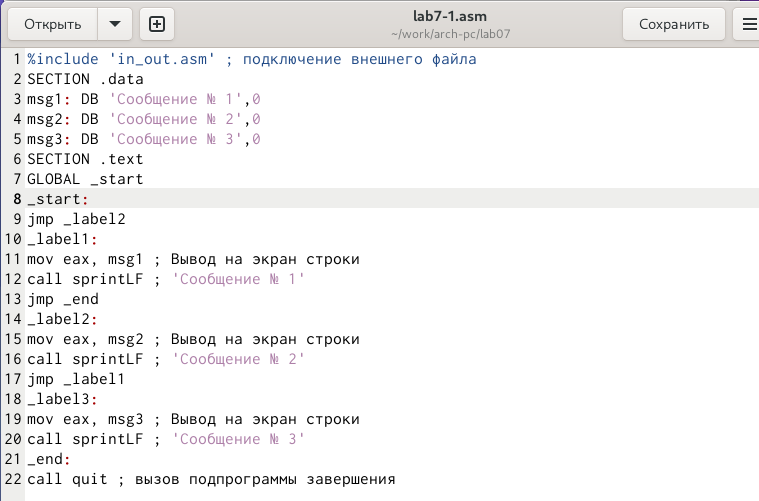 Открыть
lab7-1.asm
~/work/arch-pc/lab07
Сохранить
1 %include 'in_out.asm' ; подключение внешнего файла
2 SECTION .data
3 msg1: DB 'Сообщение № 1',0
4 msg2: DB 'Сообщение № 2',0
5 msg3: DB 'Сообщение № 3',0
6 SECTION .text
7 GLOBAL _start
8 _start:
9 jmp _label2
10 _label1:
11 mov eax, msg1 ; Вывод на экран строки
12 call sprintLF ; 'Сообщение № 1'
13 jmp _end
14 _label2:
15 mov eax, msg2 ; Вывод на экран строки
16 call sprintLF ; 'Сообщение № 2'
17 jmp _label1
18 _label3:
19 mov eax, msg3 ; Вывод на экран строки
20 call sprintLF ; 'Сообщение № 3'
21 _end:
22 call quit ; вызов подпрограммы завершения